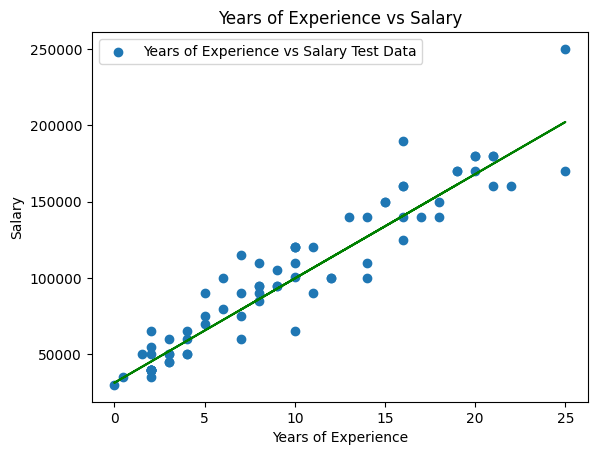 Years of Experience vs Salary
Years of Experience vs Salary Test Data
250000
200000
150000
100000
50000
Salary
0 5 10 15 20 25
Years of Experience